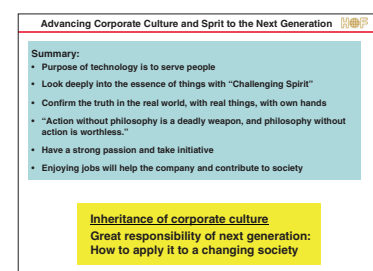 Advancing Corporate Culture and Sprit to the Next Generation HOF
Summary:
• Purpose of technology is to serve people
• Look deeply into the essence of things with “Challenging Spirit”
• Confirm the truth in the real world, with real things, with own hands
• “Action without philosophy is a deadly weapon, and philosophy without
action is worthless.”
• Have a strong passion and take initiative
• Enjoying jobs will help the company and contribute to society
Inheritance of corporate culture
Great responsibility of next generation:
How to apply it to a changing society